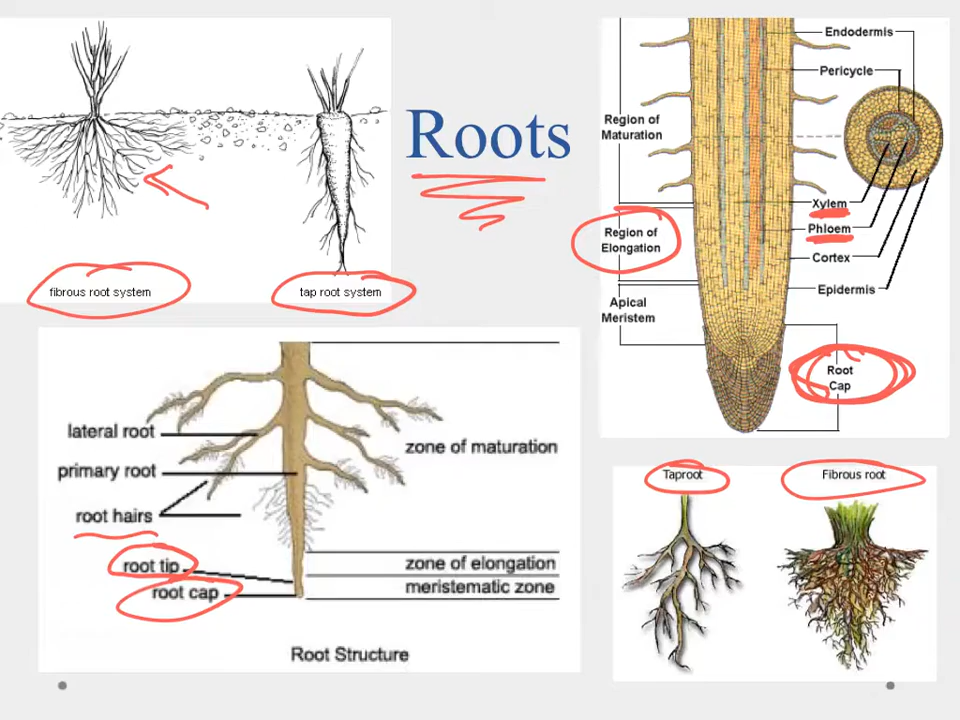 Roots
fibrous root system
tap root system
Endodermis
Pericycle
Region of
Maturation
Xylem
Region of
Elongation
Phloem
Cortex
Epidermis
Apical
Meristem
Root
Cap
lateral root
zone of maturation
primary root
root hairs
root tip
zone of elongation
root cap
meristematic zone
Root Structure
Taproot
Fibrous root